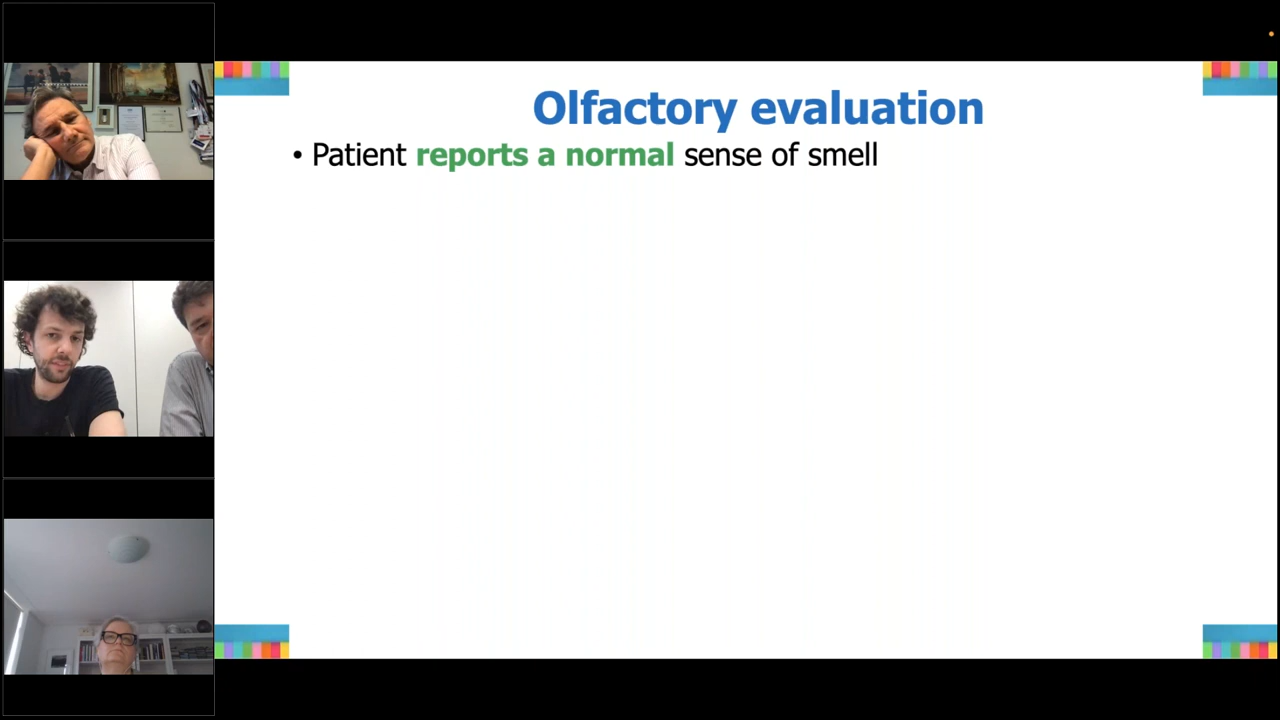 Olfactory evaluation
• Patient reports a normal sense of smell